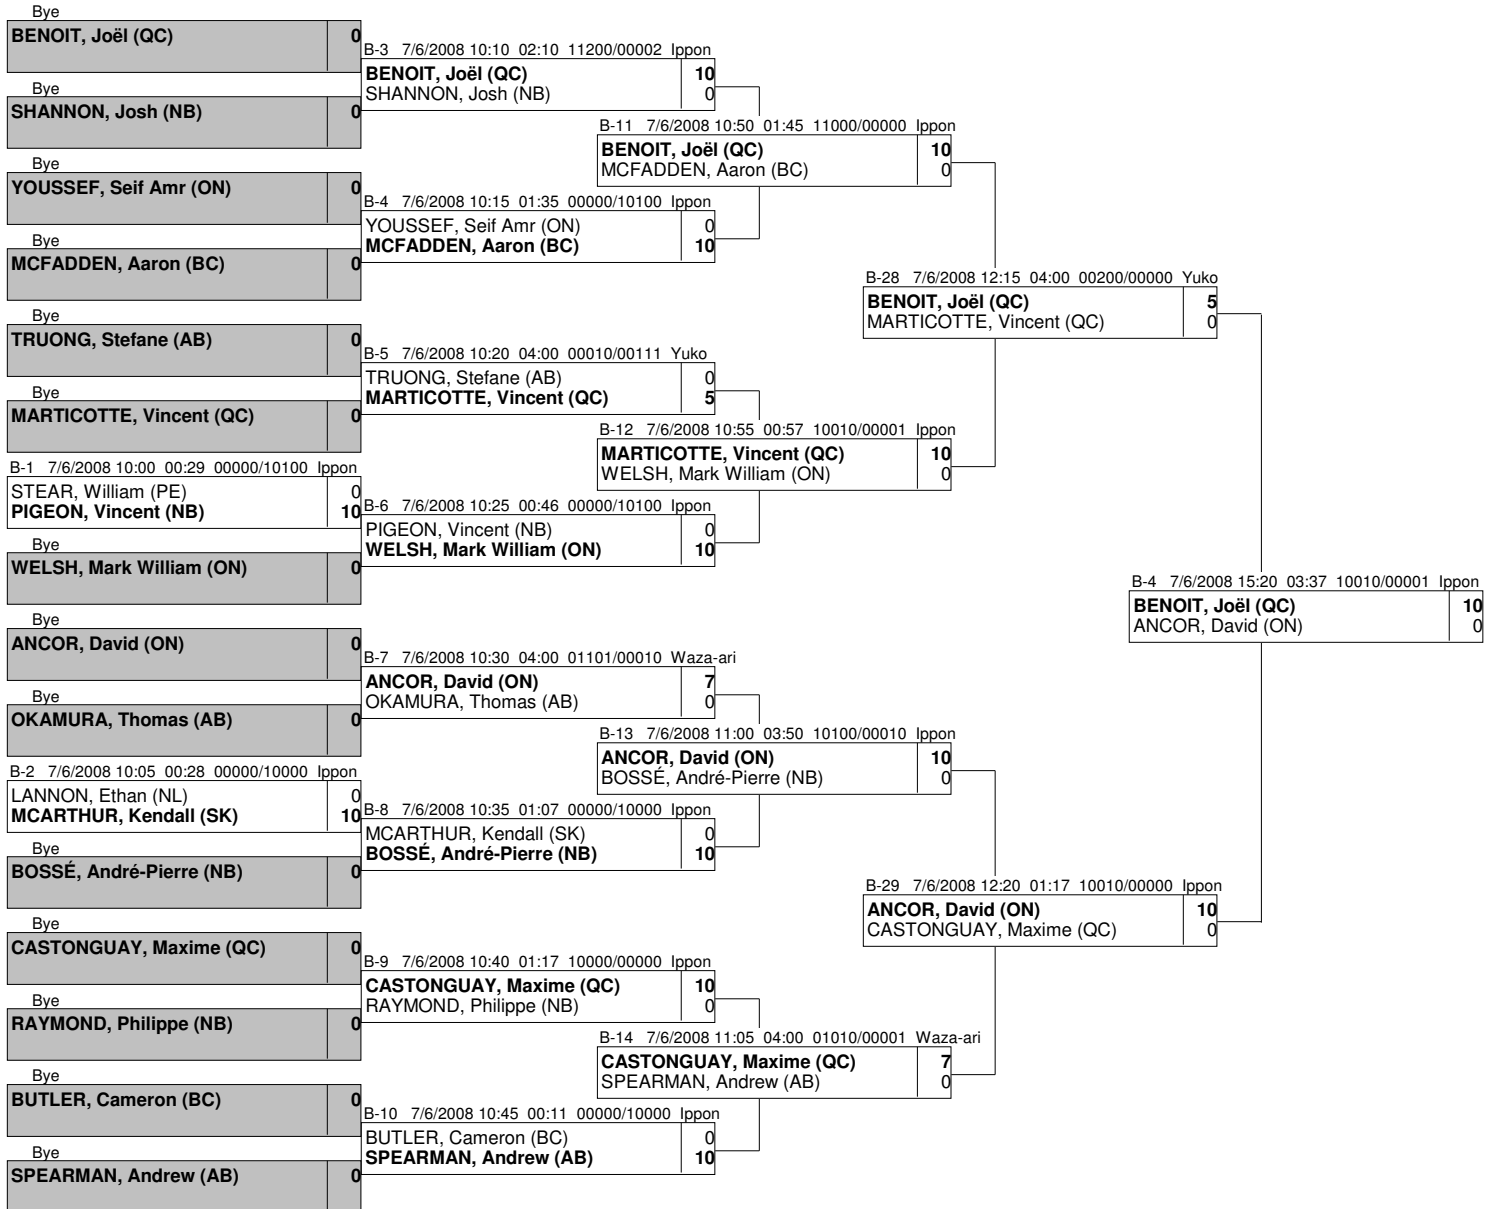 Bye
BENOIT, Joël (QC) 0
Bye
SHANNON, Josh (NB) 0
Bye
YOUSSEF, Seif Amr (ON) 0
Bye
MCFADDEN, Aaron (BC) 0
Bye
TRUONG, Stefane (AB) 0
Bye
MARTICOTTE, Vincent (QC) 0
B-1 7/6/2008 10:00 00:29 00000/10100 Ippon
STEAR, William (PE) 0
PIGEON, Vincent (NB) 10
Bye
WELSH, Mark William (ON) 0
Bye
ANCOR, David (ON) 0
Bye
OKAMURA, Thomas (AB) 0
B-2 7/6/2008 10:05 00:28 00000/10000 Ippon
LANNON, Ethan (NL) 0
MCARTHUR, Kendall (SK) 10
Bye
BOSSÉ, André-Pierre (NB) 0
Bye
CASTONGUAY, Maxime (QC) 0
Bye
RAYMOND, Philippe (NB) 0
Bye
BUTLER, Cameron (BC) 0
Bye
SPEARMAN, Andrew (AB) 0
B-3 7/6/2008 10:10 02:10 11200/00002 Ippon
BENOIT, Joël (QC) 10
SHANNON, Josh (NB) 0
B-4 7/6/2008 10:15 01:35 00000/10100 Ippon
YOUSSEF, Seif Amr (ON) 0
MCFADDEN, Aaron (BC) 10
B-5 7/6/2008 10:20 04:00 00010/00111 Yuko
TRUONG, Stefane (AB) 0
MARTICOTTE, Vincent (QC) 5
B-6 7/6/2008 10:25 00:46 00000/10100 Ippon
PIGEON, Vincent (NB) 0
WELSH, Mark William (ON) 10
B-7 7/6/2008 10:30 04:00 01101/00010 Waza-ari
ANCOR, David (ON) 7
OKAMURA, Thomas (AB) 0
B-8 7/6/2008 10:35 01:07 00000/10000 Ippon
MCARTHUR, Kendall (SK) 0
BOSSÉ, André-Pierre (NB) 10
B-9 7/6/2008 10:40 01:17 10000/00000 Ippon
CASTONGUAY, Maxime (QC) 10
RAYMOND, Philippe (NB) 0
B-10 7/6/2008 10:45 00:11 00000/10000 Ippon
BUTLER, Cameron (BC) 0
SPEARMAN, Andrew (AB) 10
B-11 7/6/2008 10:50 01:45 11000/00000 Ippon
BENOIT, Joël (QC) 10
MCFADDEN, Aaron (BC) 0
B-12 7/6/2008 10:55 00:57 10010/00001 Ippon
MARTICOTTE, Vincent (QC) 10
WELSH, Mark William (ON) 0
B-13 7/6/2008 11:00 03:50 10100/00010 Ippon
ANCOR, David (ON) 10
BOSSÉ, André-Pierre (NB) 0
B-14 7/6/2008 11:05 04:00 01010/00001 Waza-ari
CASTONGUAY, Maxime (QC) 7
SPEARMAN, Andrew (AB) 0
B-28 7/6/2008 12:15 04:00 00200/00000 Yuko
BENOIT, Joël (QC) 5
MARTICOTTE, Vincent (QC) 0
B-29 7/6/2008 12:20 01:17 10010/00000 Ippon
ANCOR, David (ON) 10
CASTONGUAY, Maxime (QC) 0
B-4 7/6/2008 15:20 03:37 10010/00001 Ippon
BENOIT, Joël (QC) 10
ANCOR, David (ON) 0